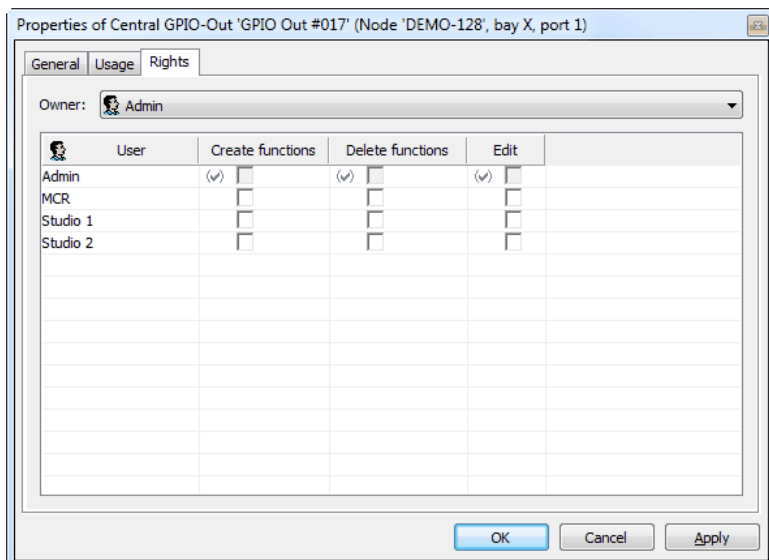 Properties of Central GPIO-Out 'GPIO Out #017' (Node 'DEMO-128', bay X, port 1)
General Usage Rights
Owner: Admin
User Create functions Delete functions Edit
Admin (✓) (✓) (✓)
MCR
Studio 1
Studio 2
OK Cancel Apply